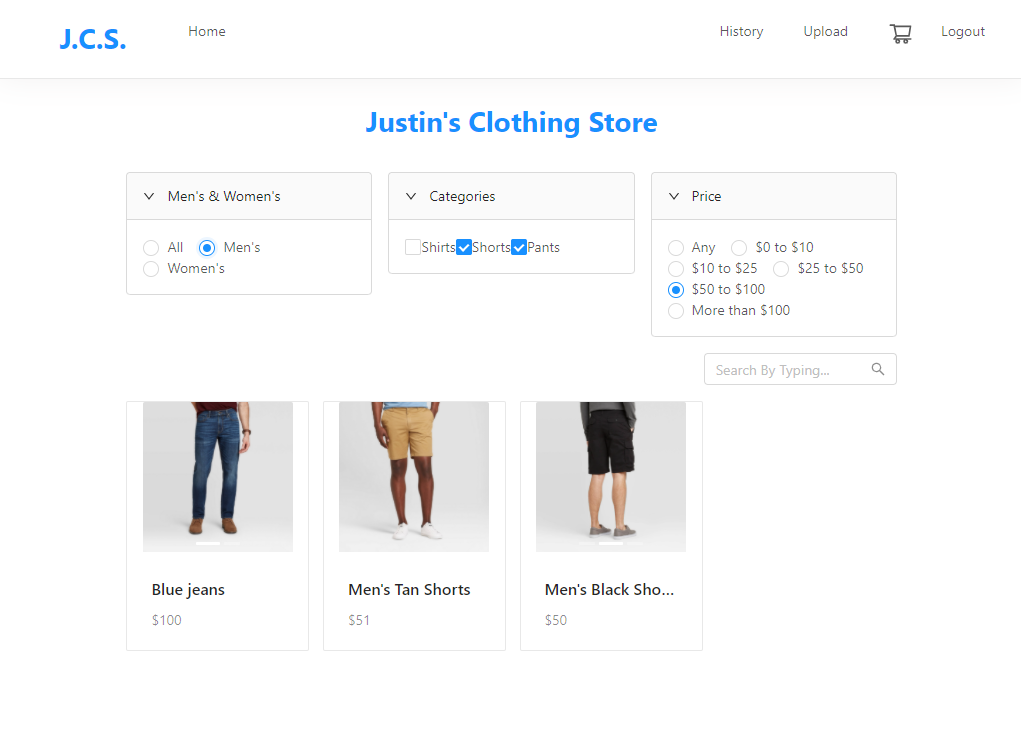 J.C.S. Home History Upload Logout
Justin's Clothing Store
Men's & Women's
All Men's
Women's
Categories
Shirts Shorts Pants
Price
Any $0 to $10
$10 to $25 $25 to $50
$50 to $100
More than $100
Search By Typing...
Blue jeans
$100
Men's Tan Shorts
$51
Men's Black Sho...
$50